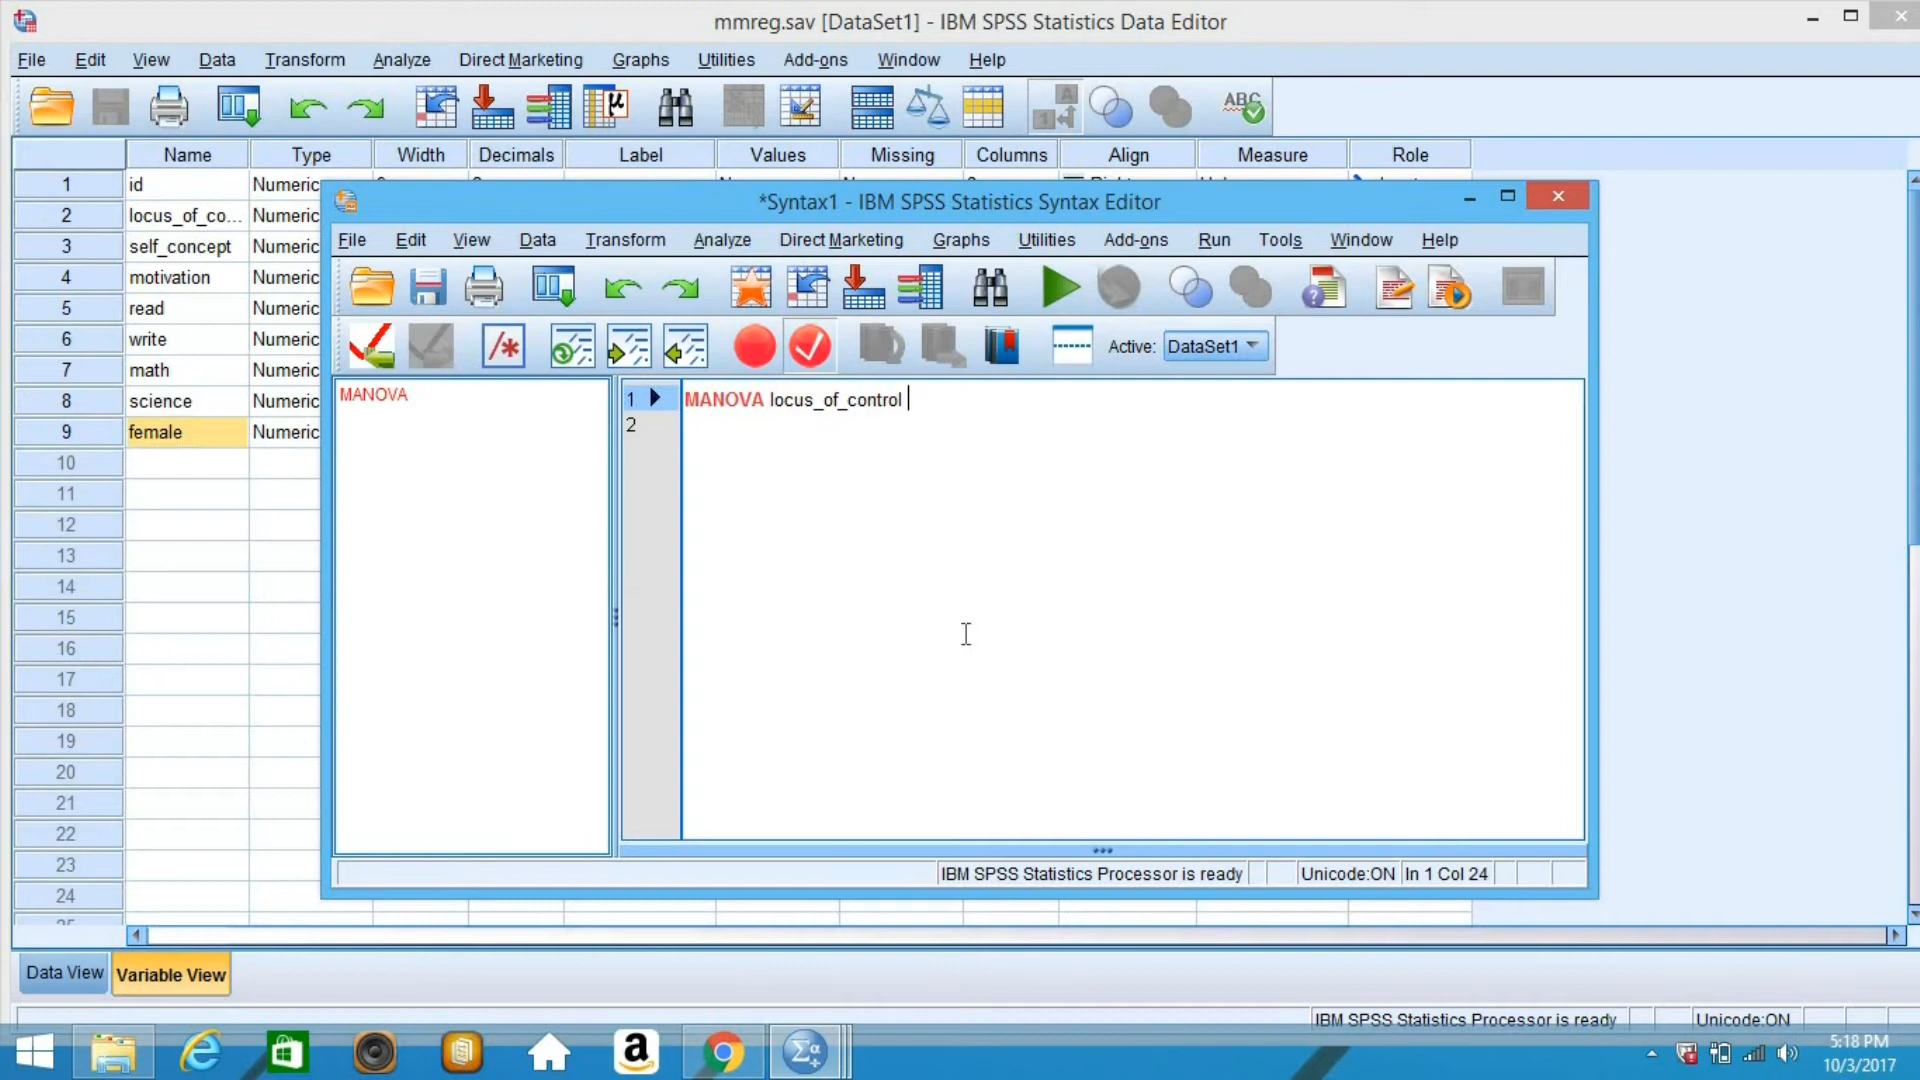 mmreg.sav [DataSet1] - IBM SPSS Statistics Data Editor
File Edit View Data Transform Analyze Direct Marketing Graphs Utilities Add-ons Window Help
ABC
Name Type Width Decimals Label Values Missing Columns Align Measure Role
1 id Numeric
2 locus_of_co... Numeric
3 self_concept Numeric
4 motivation Numeric
5 read Numeric
6 write Numeric
7 math Numeric
8 science Numeric
9 female Numeric
10
11
12
13
14
15
16
17
18
19
20
21
22
23
24
*Syntax1 - IBM SPSS Statistics Syntax Editor
File Edit View Data Transform Analyze Direct Marketing Graphs Utilities Add-ons Run Tools Window Help
Active: DataSet1
MANOVA
1 MANOVA locus_of_control
2
IBM SPSS Statistics Processor is ready Unicode:ON In 1 Col 24
Data View Variable View
IBM SPSS Statistics Processor is ready Unicode:ON
5:18 PM
10/3/2017